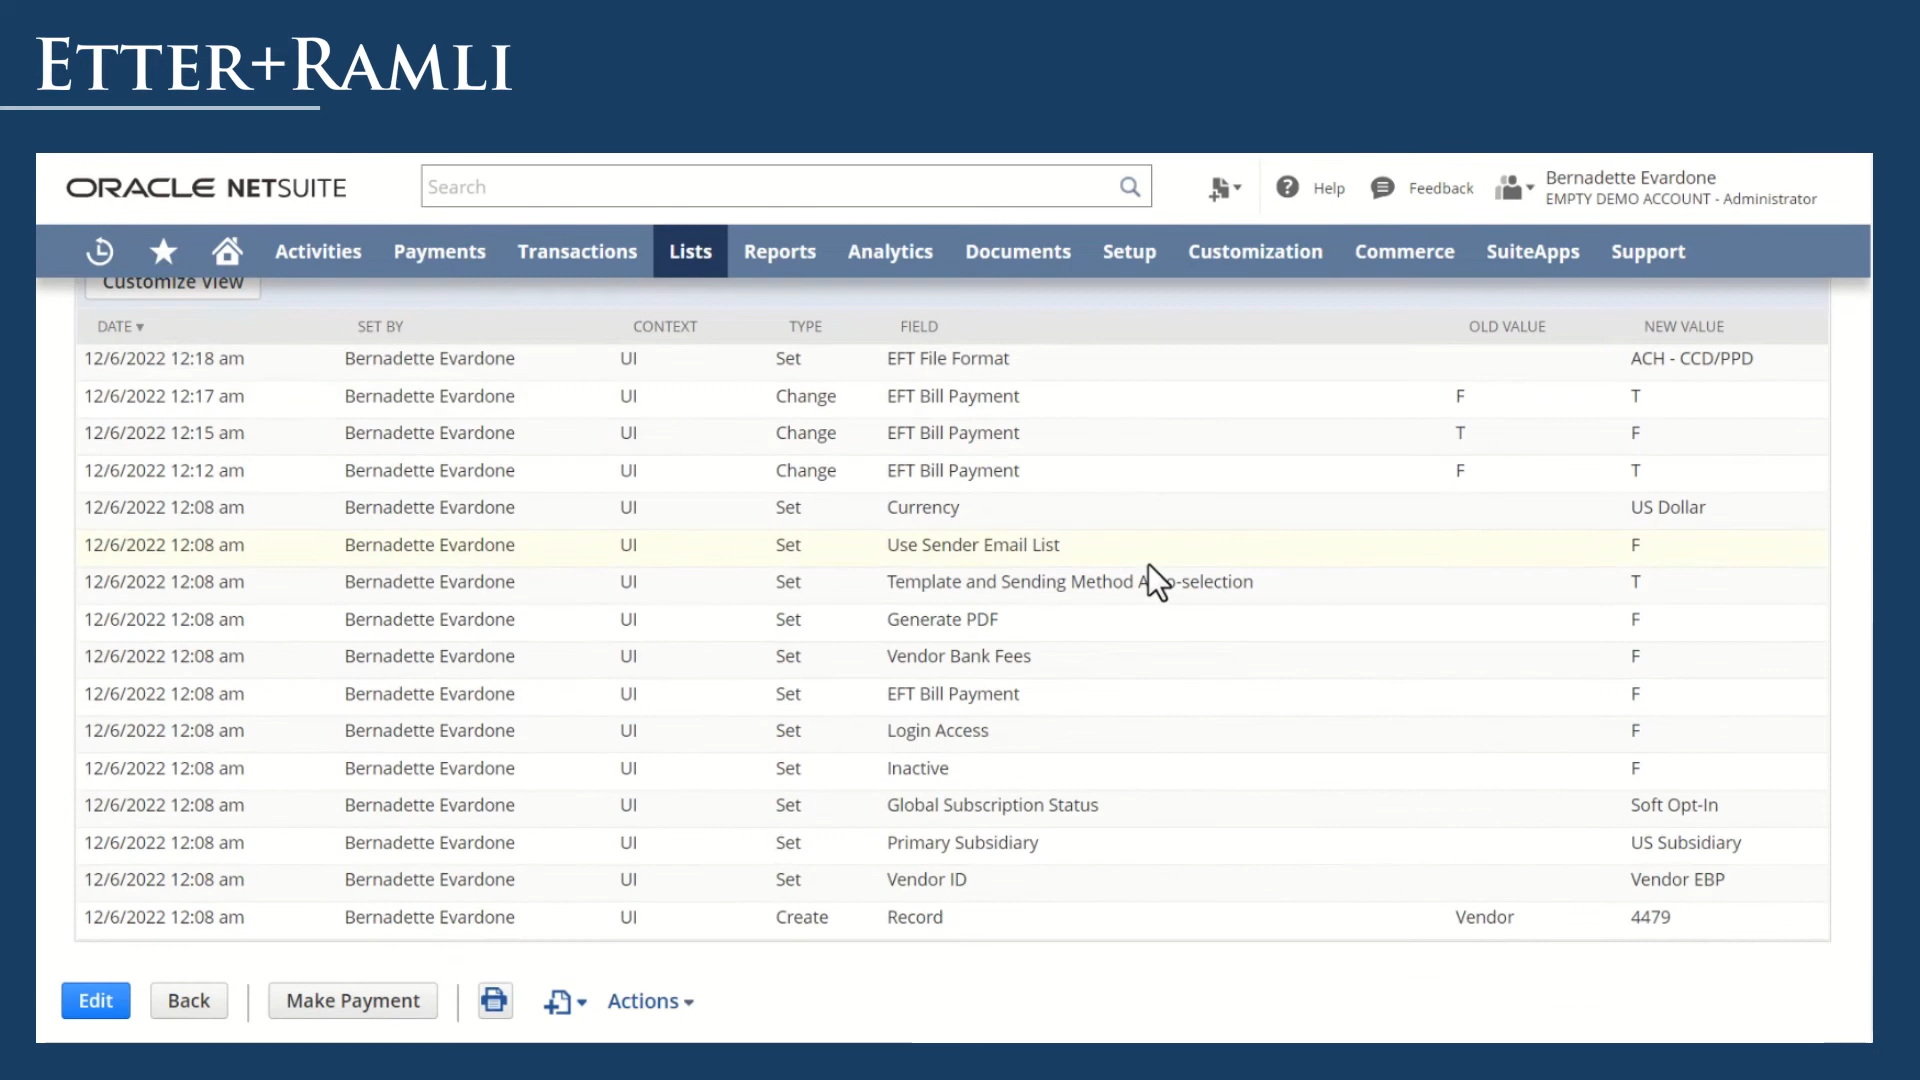 ETTER+RAMLI
ORACLE NETSUITE
Search
Help
Feedback
Bernadette Evardone
EMPTY DEMO ACCOUNT - Administrator
Activities Payments Transactions Lists Reports Analytics Documents Setup Customization Commerce SuiteApps Support
Customize View
DATE SET BY CONTEXT TYPE FIELD OLD VALUE NEW VALUE
12/6/2022 12:18 am Bernadette Evardone UI Set EFT File Format ACH - CCD/PPD
12/6/2022 12:17 am Bernadette Evardone UI Change EFT Bill Payment F T
12/6/2022 12:15 am Bernadette Evardone UI Change EFT Bill Payment T F
12/6/2022 12:12 am Bernadette Evardone UI Change EFT Bill Payment F T
12/6/2022 12:08 am Bernadette Evardone UI Set Currency US Dollar
12/6/2022 12:08 am Bernadette Evardone UI Set Use Sender Email List F
12/6/2022 12:08 am Bernadette Evardone UI Set Template and Sending Method -selection T
12/6/2022 12:08 am Bernadette Evardone UI Set Generate PDF F
12/6/2022 12:08 am Bernadette Evardone UI Set Vendor Bank Fees F
12/6/2022 12:08 am Bernadette Evardone UI Set EFT Bill Payment F
12/6/2022 12:08 am Bernadette Evardone UI Set Login Access F
12/6/2022 12:08 am Bernadette Evardone UI Set Inactive F
12/6/2022 12:08 am Bernadette Evardone UI Set Global Subscription Status Soft Opt-In
12/6/2022 12:08 am Bernadette Evardone UI Set Primary Subsidiary US Subsidiary
12/6/2022 12:08 am Bernadette Evardone UI Set Vendor ID Vendor EBP
12/6/2022 12:08 am Bernadette Evardone UI Create Record Vendor 4479
Edit Back Make Payment Actions